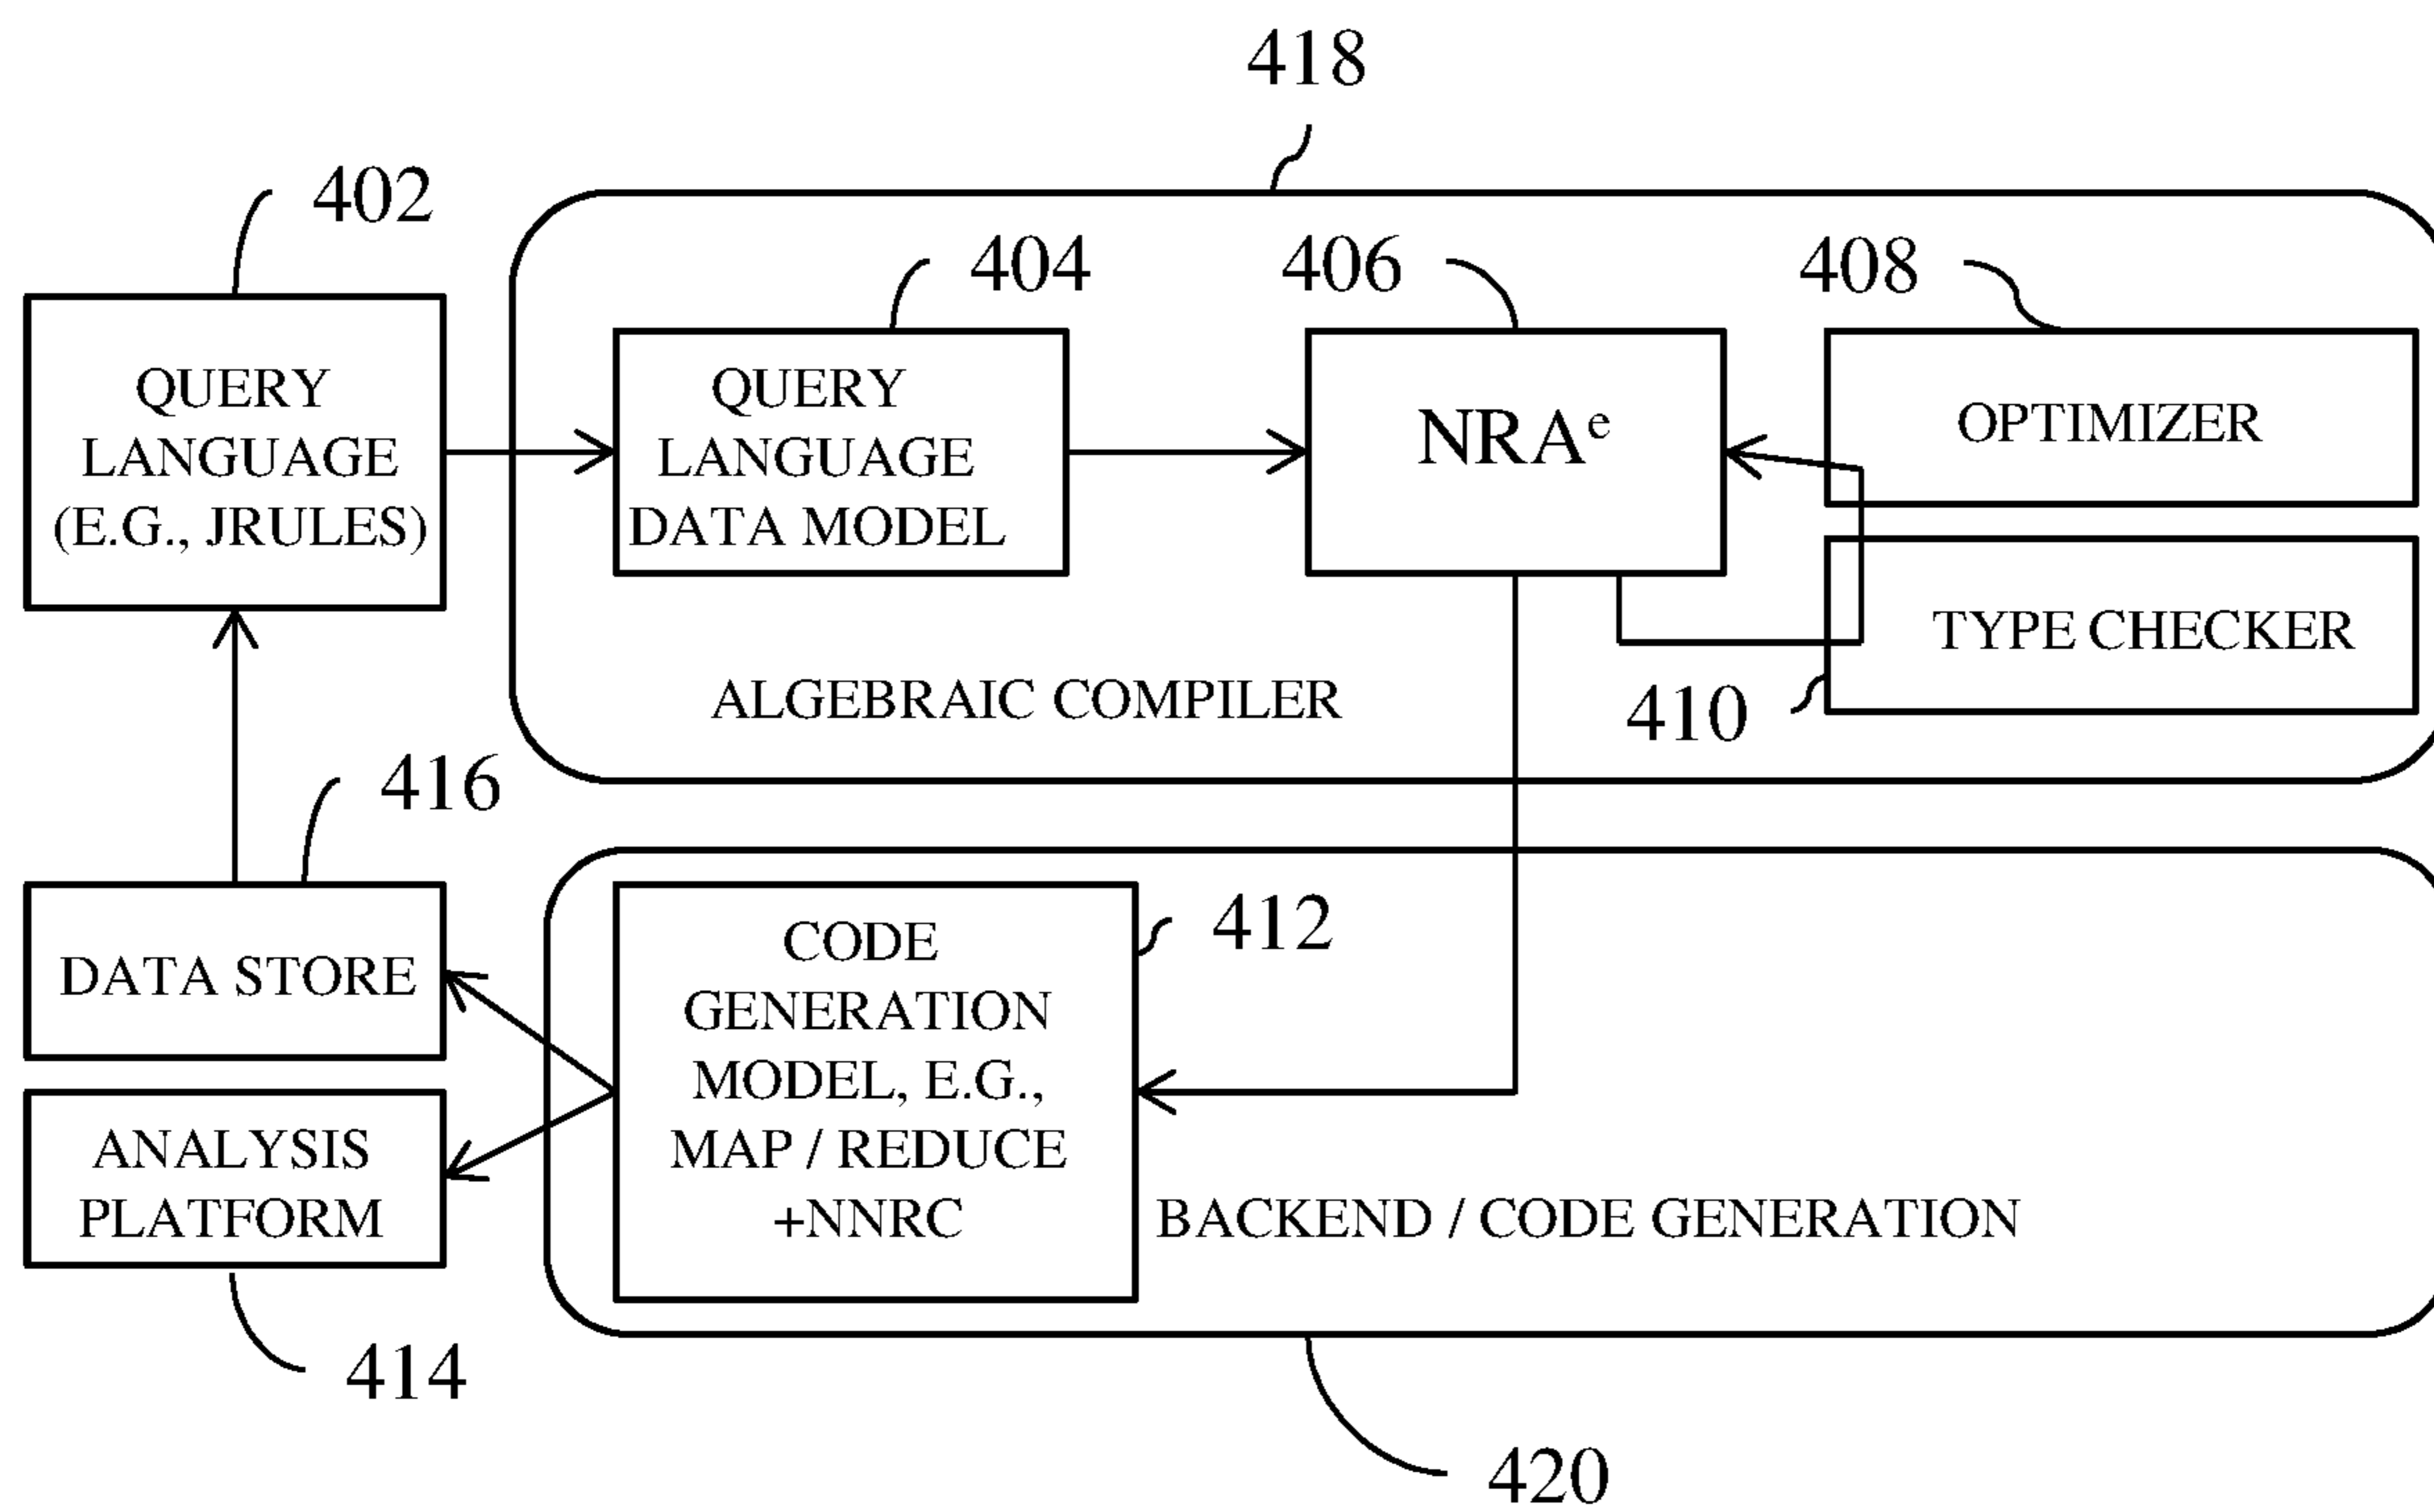 418
402
404
406
408
QUERY
LANGUAGE
(E.G., JRULES)
QUERY
LANGUAGE
DATA MODEL
NRAᵉ
OPTIMIZER
TYPE CHECKER
410
ALGEBRAIC COMPILER
416
DATA STORE
412
CODE
GENERATION
MODEL, E.G.,
MAP / REDUCE
+NNRC
ANALYSIS
PLATFORM
BACKEND / CODE GENERATION
414
420